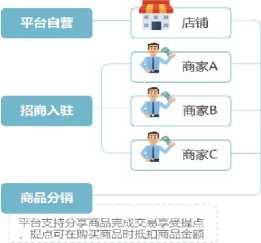 平台自营
店铺
商家A
招商入驻
商家B
商家C
商品分销
平台支持分享商品完成交易享受提点
，提点可在购买商品时抵扣商品金额